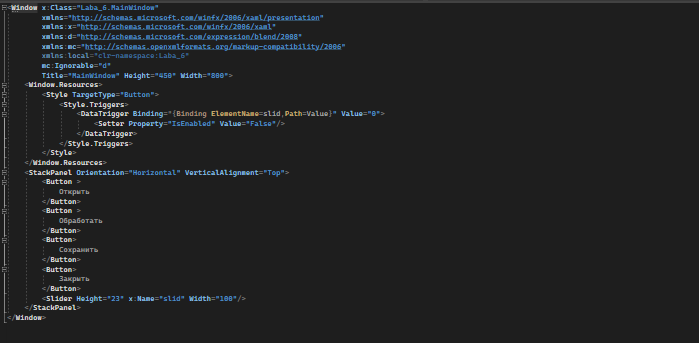 <Window x:Class="Laba_6.MainWindow"
xmlns="http://schemas.microsoft.com/winfx/2006/xaml/presentation"
xmlns:x="http://schemas.microsoft.com/winfx/2006/xaml"
xmlns:d="http://schemas.microsoft.com/expression/blend/2008"
xmlns:mc="http://schemas.openxmlformats.org/markup-compatibility/2006"
xmlns:local="clr-namespace:Laba_6"
mc:Ignorable="d"
Title="MainWindow" Height="450" Width="800">
<Window.Resources>
<Style TargetType="Button">
<Style.Triggers>
<DataTrigger Binding="{Binding ElementName=slid,Path=Value}" Value="0">
<Setter Property="IsEnabled" Value="False"/>
</DataTrigger>
</Style.Triggers>
</Style>
</Window.Resources>
<StackPanel Orientation="Horizontal" VerticalAlignment="Top">
<Button >
Открыть
</Button>
<Button >
Обработать
</Button>
<Button>
Сохранить
</Button>
<Button>
Закрыть
</Button>
<Slider Height="23" x:Name="slid" Width="100"/>
</StackPanel>
</Window>